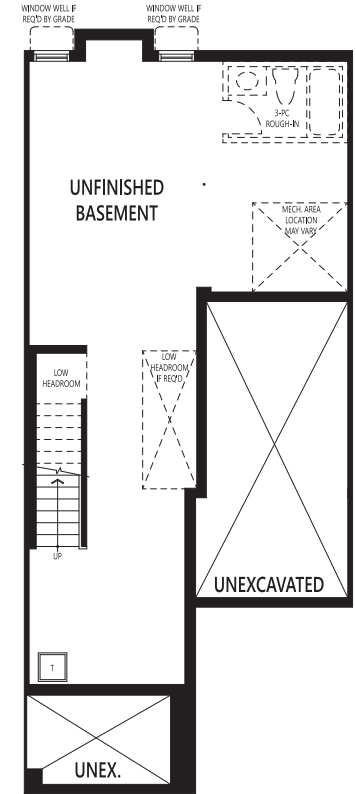 WINDOW WELL IF
REQ'D BY GRADE
WINDOW WELL IF
REQ'D BY GRADE
3-PC
ROUGH-IN
UNFINISHED
BASEMENT
MECH. AREA
LOCATION
MAY VARY
LOW
HEADROOM
LOW
HEADROOM
IF REQ'D
UP
UNEXCAVATED
T
UNEX.